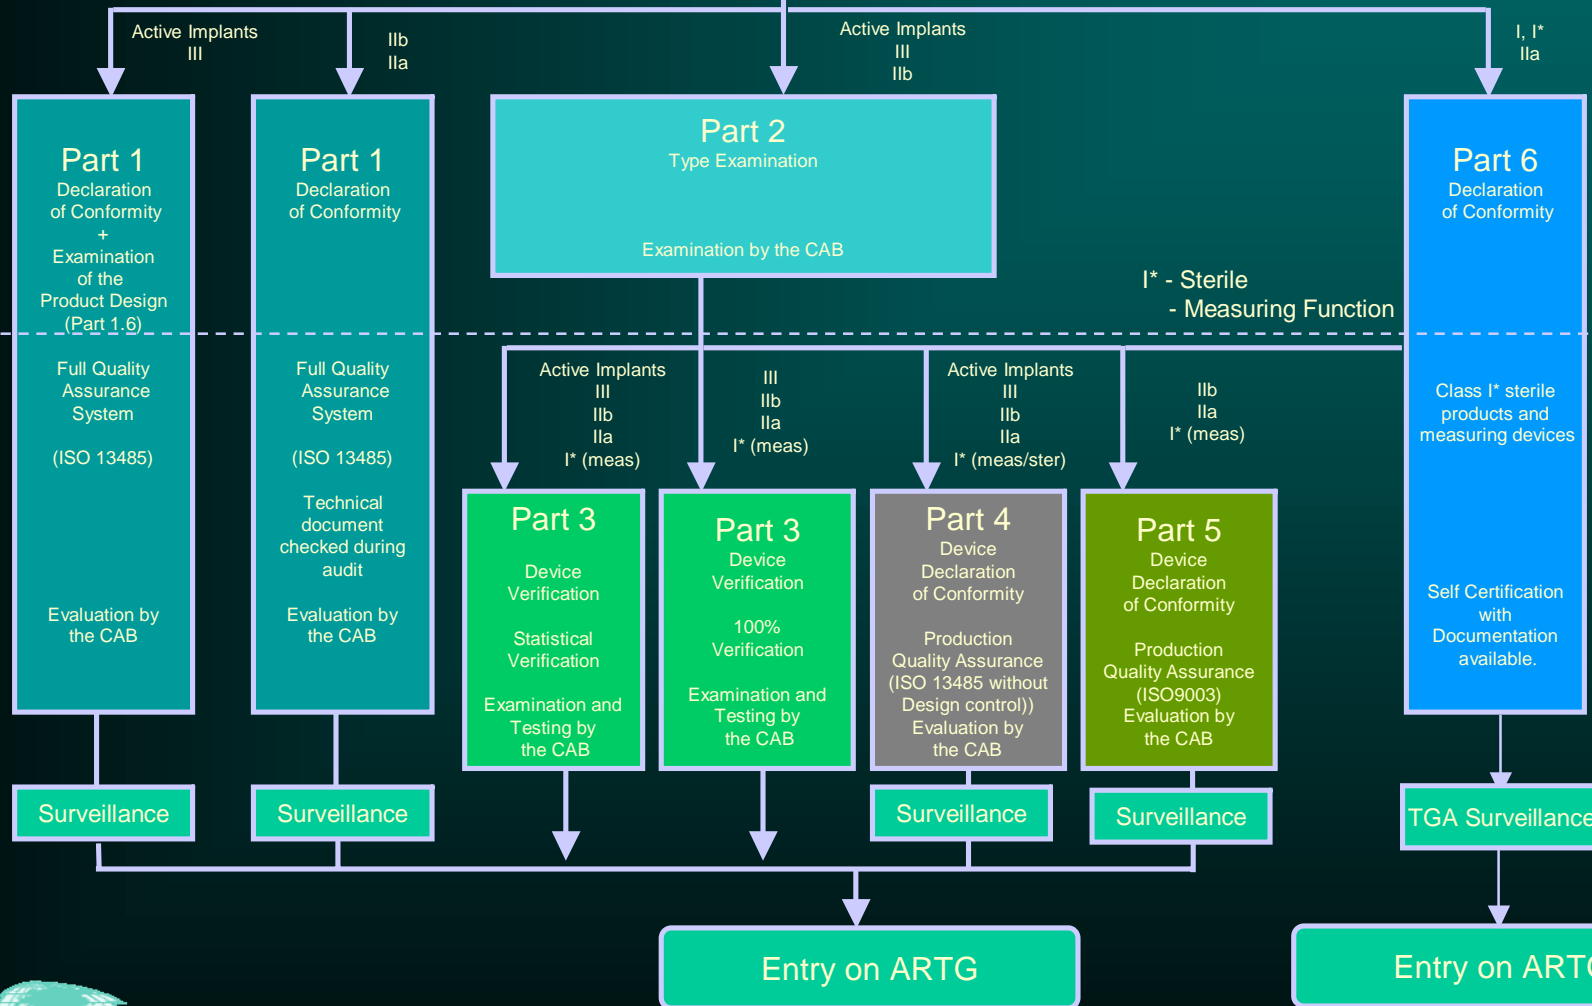 Active Implants
III
IIb
IIa
Active Implants
III
IIb
I, I*
IIa
Part 1
Declaration
of Conformity
+
Examination
of the
Product Design
(Part 1.6)
Full Quality
Assurance
System
(ISO 13485)
Evaluation by
the CAB
Part 1
Declaration
of Conformity
Full Quality
Assurance
System
(ISO 13485)
Technical
document
checked during
audit
Evaluation by
the CAB
Part 2
Type Examination
Examination by the CAB
I* - Sterile
- Measuring Function
Part 6
Declaration
of Conformity
Class I* sterile
products and
measuring devices
Self Certification
with
Documentation
available.
Active Implants
III
IIb
IIa
I* (meas)
III
IIb
IIa
I* (meas)
Active Implants
III
IIb
IIa
I* (meas/ster)
IIb
IIa
I* (meas)
Part 3
Device
Verification
Statistical
Verification
Examination and
Testing by
the CAB
Part 3
Device
Verification
100%
Verification
Examination and
Testing by
the CAB
Part 4
Device
Declaration
of Conformity
Production
Quality Assurance
(ISO 13485 without
Design control))
Evaluation by
the CAB
Part 5
Device
Declaration
of Conformity
Production
Quality Assurance
(ISO9003)
Evaluation by
the CAB
Surveillance
Surveillance
Surveillance
Surveillance
TGA Surveillance
Entry on ARTG
Entry on ARTG